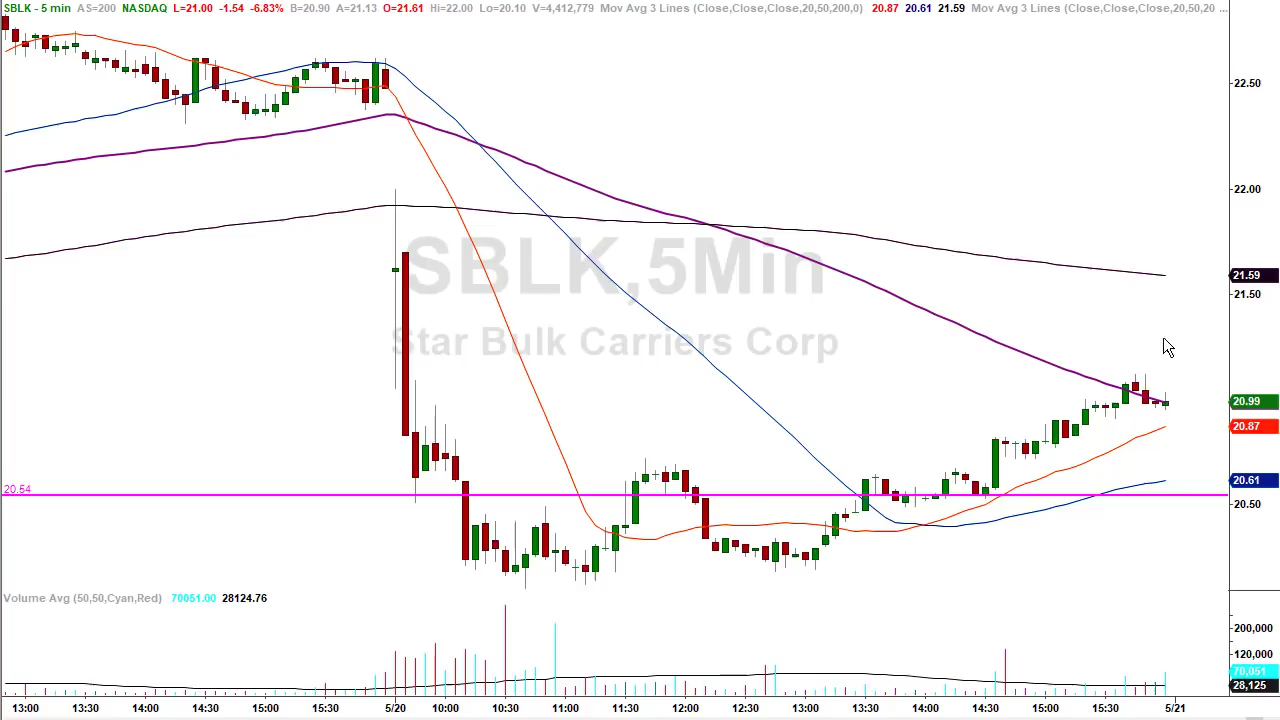 SBLK - 5 min AS=200 NASDAQ L=21.00 -1.54 -6.83% B=20.90 A=21.13 O=21.61 Hi=22.00 Lo=20.10 V=4,412,779 Mov Avg 3 Lines (Close,Close,Close,20,50,200,0) 20.87 20.61 21.59 Mov Avg 3 Lines (Close,Close,Close,20,50,20 ...
22.50
22.00
SBLK,5Min
21.59
21.50
Star Bulk Carriers Corp
20.99
20.87
20.61
20.54
20.50
Volume Avg (50,50,Cyan,Red) 70051.00 28124.76
200,000
120,000
70,051
28,125
13:00 13:30 14:00 14:30 15:00 15:30 5/20 10:00 10:30 11:00 11:30 12:00 12:30 13:00 13:30 14:00 14:30 15:00 15:30 5/21